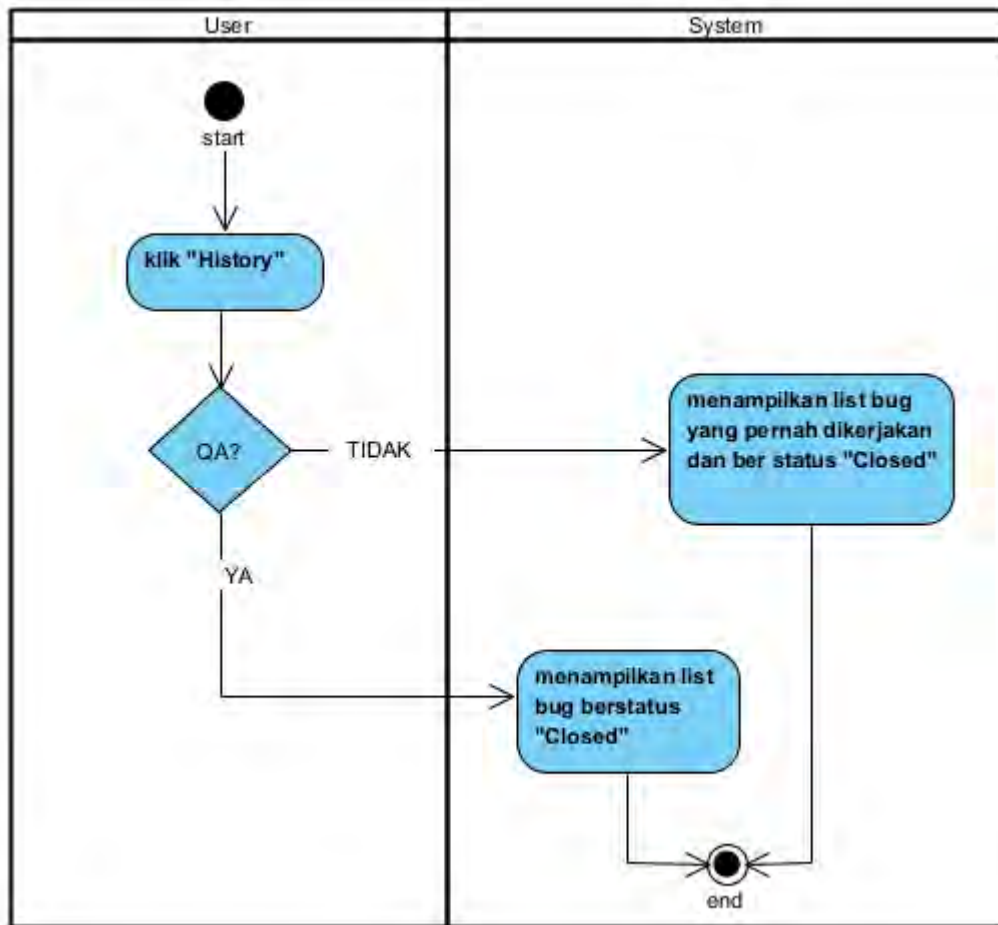 User
System
start
klik "History"
QA?
TIDAK
menampilkan list bug
yang pernah dikerjakan
dan ber status "Closed"
YA
menampilkan list
bug berstatus
"Closed"
end